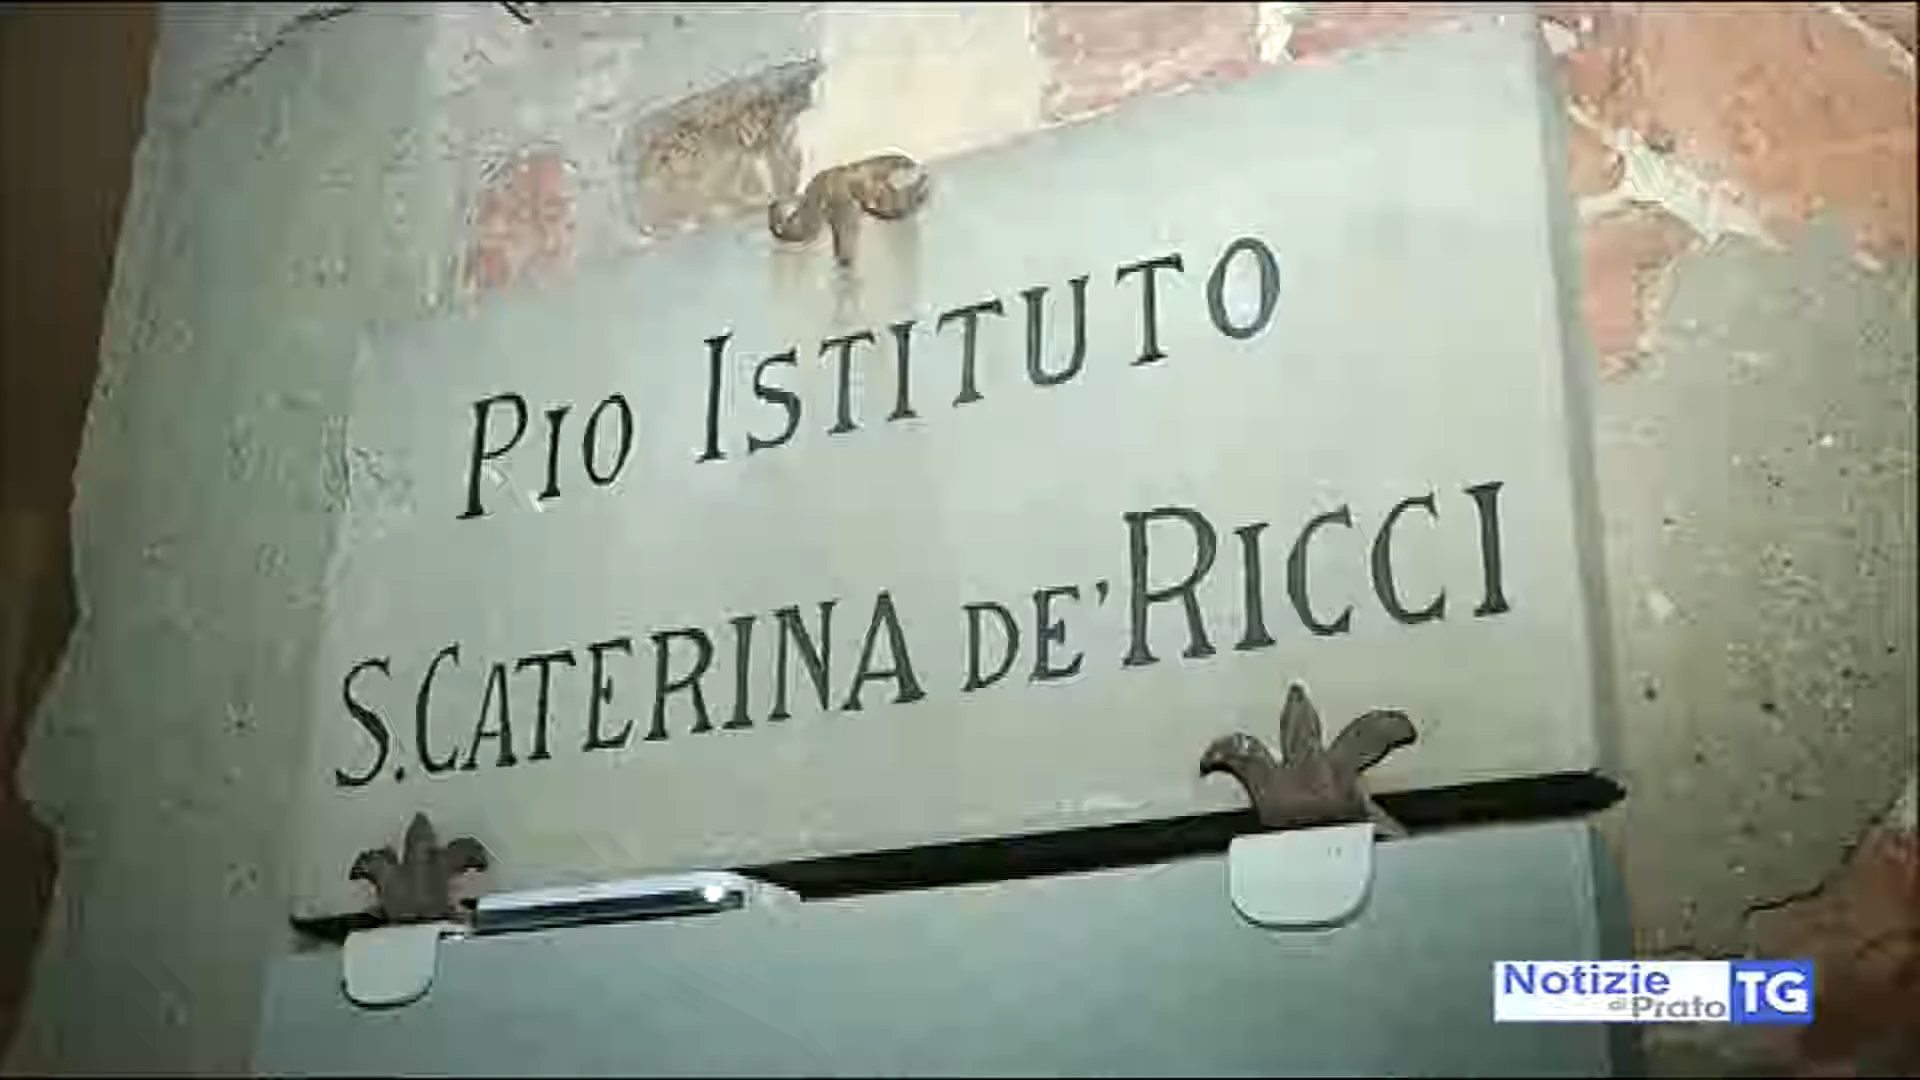 PIO ISTITUTO
S. CATERINA DE' RICCI
Notizie
di Prato
TG